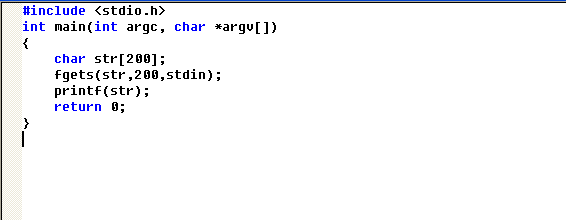 #include <stdio.h>
int main(int argc, char *argv[])
{
    char str[200];
    fgets(str,200,stdin);
    printf(str);
    return 0;
}